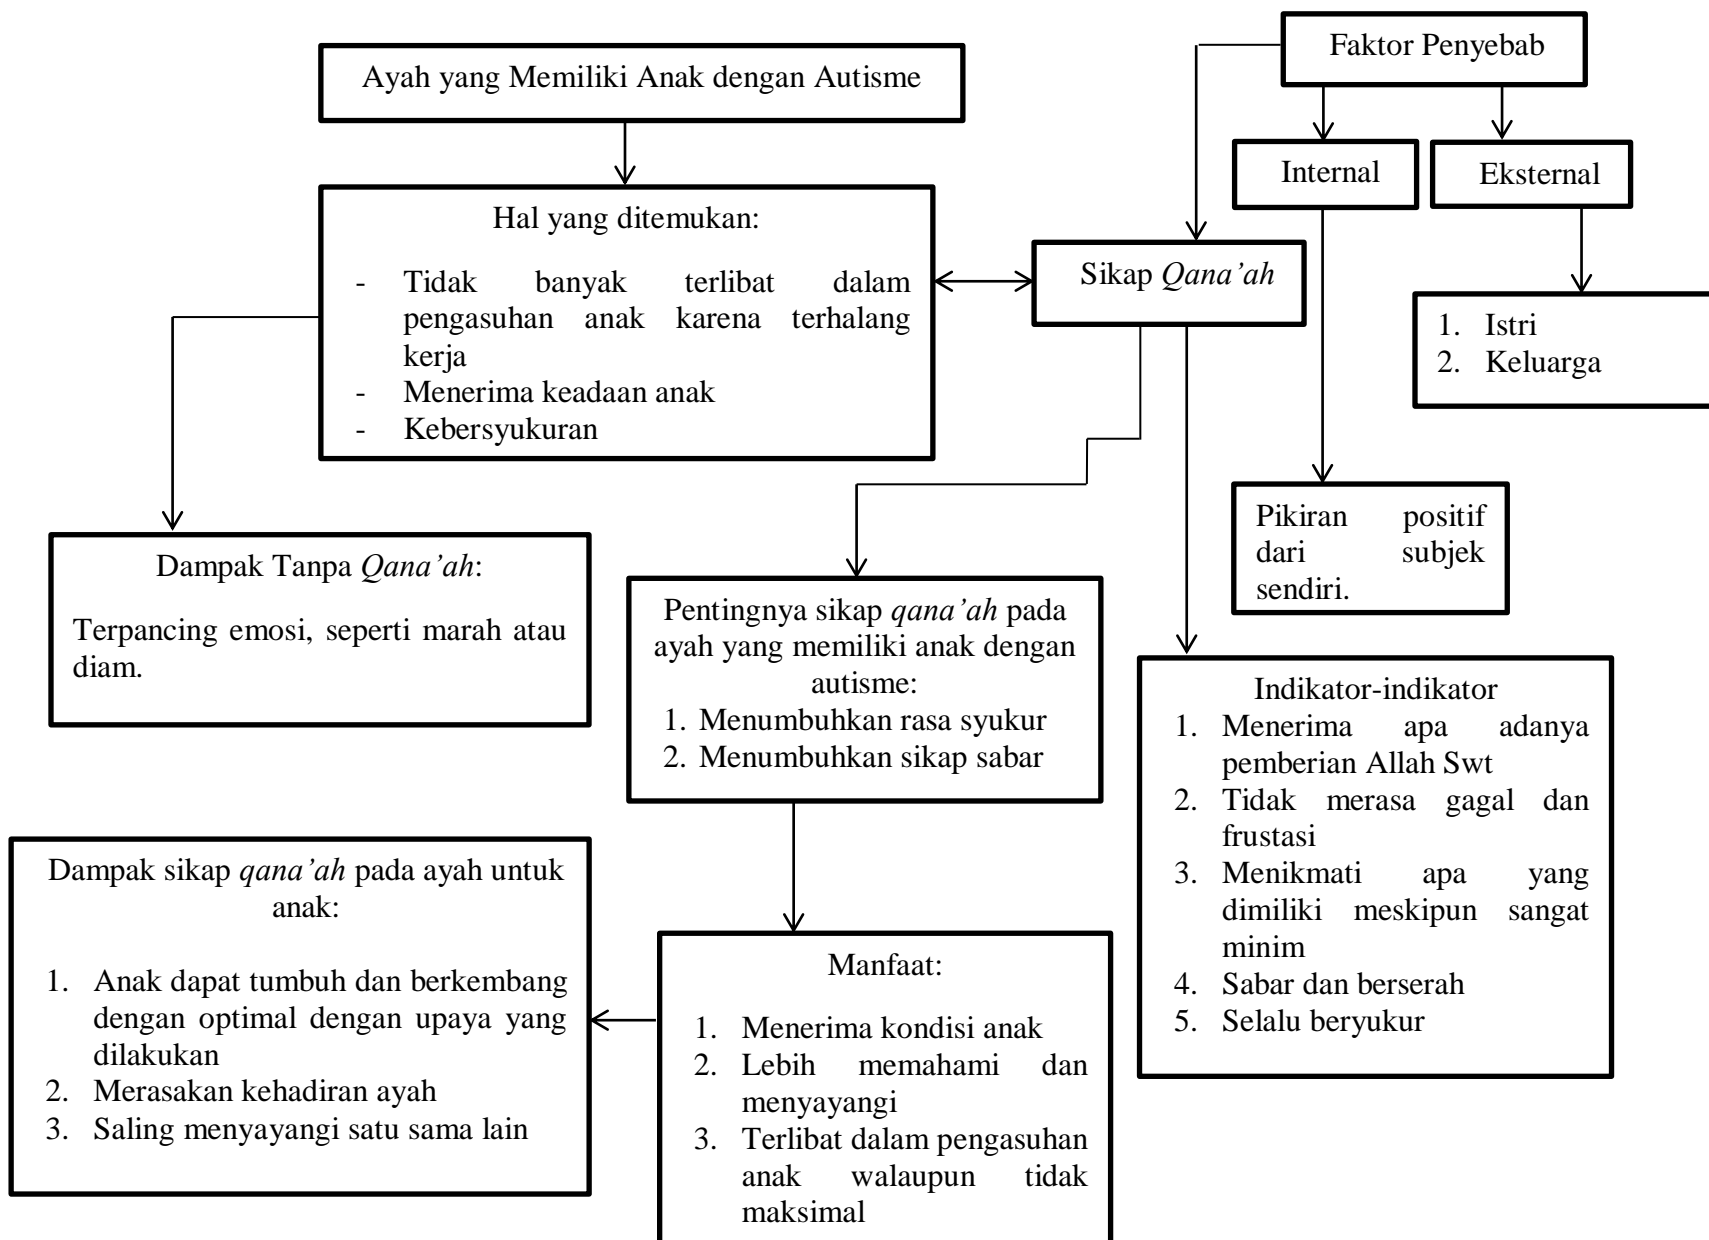 Faktor Penyebab
Ayah yang Memiliki Anak dengan Autisme
Internal
Eksternal
Hal yang ditemukan:
- Tidak banyak terlibat dalam
pengasuhan anak karena terhalang
kerja
- Menerima keadaan anak
- Kebersyukuran
Sikap Qana’ah
1. Istri
2. Keluarga
Pikiran positif
dari subjek
sendiri.
Dampak Tanpa Qana’ah:
Terpancing emosi, seperti marah atau
diam.
Pentingnya sikap qana’ah pada
ayah yang memiliki anak dengan
autisme:
1. Menumbuhkan rasa syukur
2. Menumbuhkan sikap sabar
Indikator-indikator
1. Menerima apa adanya
pemberian Allah Swt
2. Tidak merasa gagal dan
frustasi
3. Menikmati apa yang
dimiliki meskipun sangat
minim
4. Sabar dan berserah
5. Selalu beryukur
Dampak sikap qana’ah pada ayah untuk
anak:
1. Anak dapat tumbuh dan berkembang
dengan optimal dengan upaya yang
dilakukan
2. Merasakan kehadiran ayah
3. Saling menyayangi satu sama lain
Manfaat:
1. Menerima kondisi anak
2. Lebih memahami dan
menyayangi
3. Terlibat dalam pengasuhan
anak walaupun tidak
maksimal